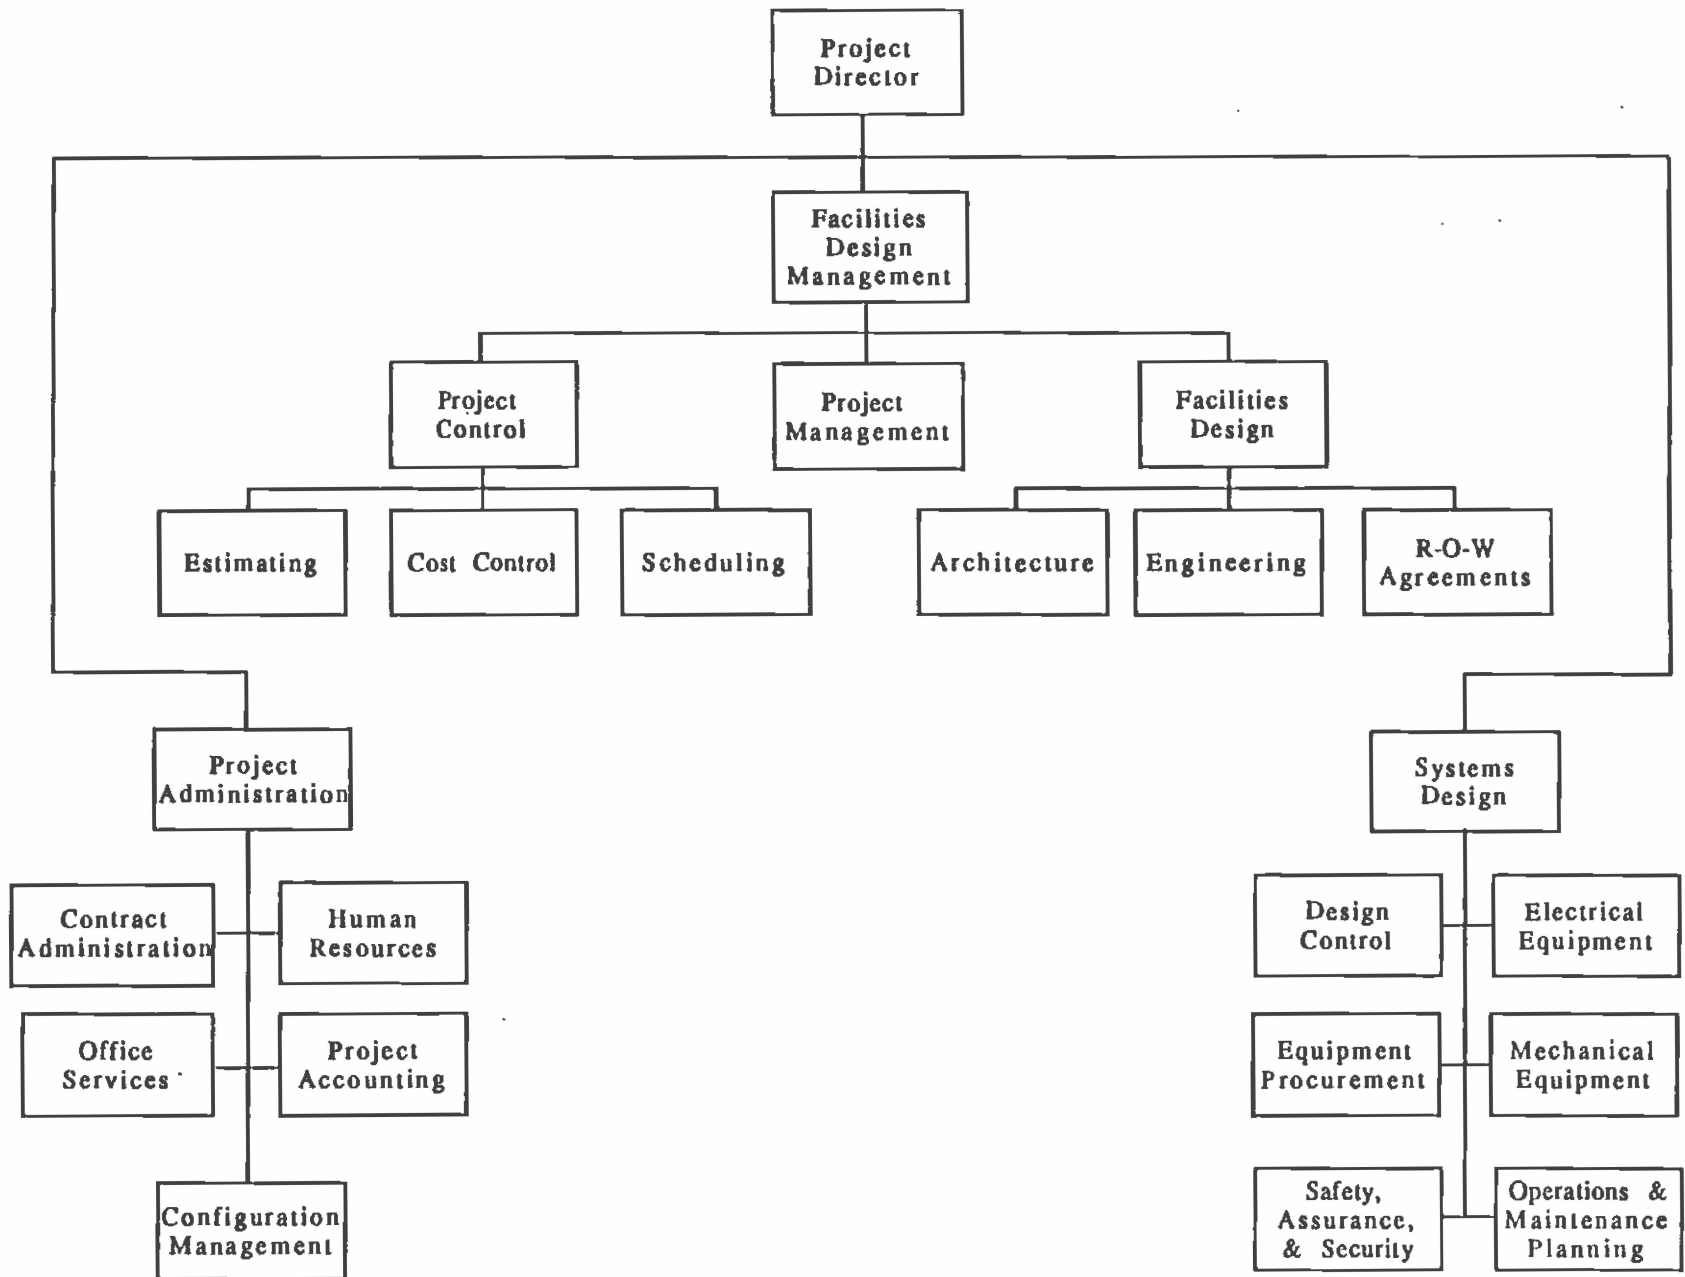 Project
Director
Facilities
Design
Management
Project
Control
Project
Management
Facilities
Design
Estimating
Cost Control
Scheduling
Architecture
Engineering
R-O-W
Agreements
Project
Administration
Systems
Design
Contract
Administration
Human
Resources
Design
Control
Electrical
Equipment
Office
Services
Project
Accounting
Equipment
Procurement
Mechanical
Equipment
Configuration
Management
Safety,
Assurance,
& Security
Operations &
Maintenance
Planning